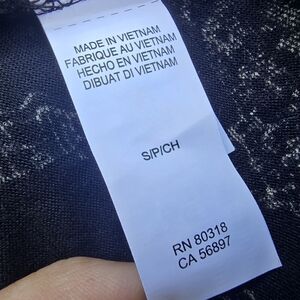 MADE IN VIETNAM
FABRIQUE AU VIETNAM
HECHO EN VIETNAM
DIBUAT DI VIETNAM
S/P/CH
RN 80318
CA 56897